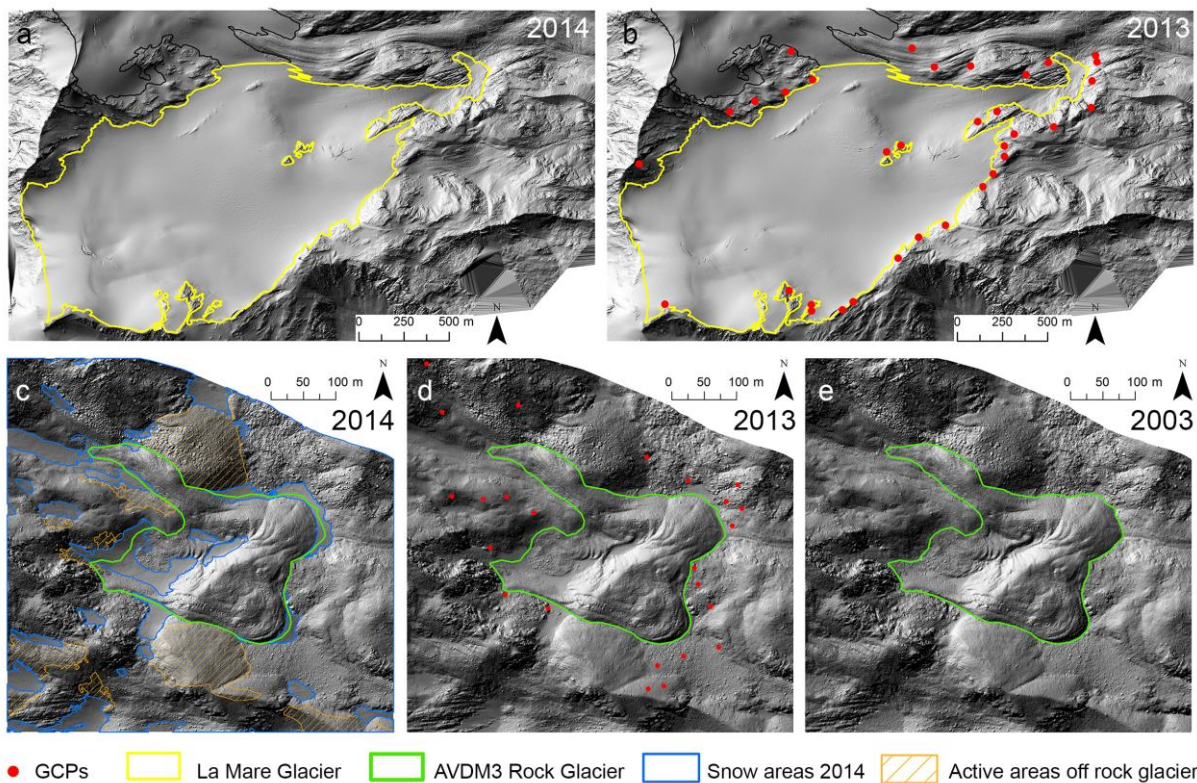 a
2014
N
0 250 500 m
b
2013
N
0 250 500 m
c
N
0 50 100 m
2014
d
N
0 50 100 m
2013
e
N
0 50 100 m
2003
GCPs
La Mare Glacier
AVDM3 Rock Glacier
Snow areas 2014
Active areas off rock glacier